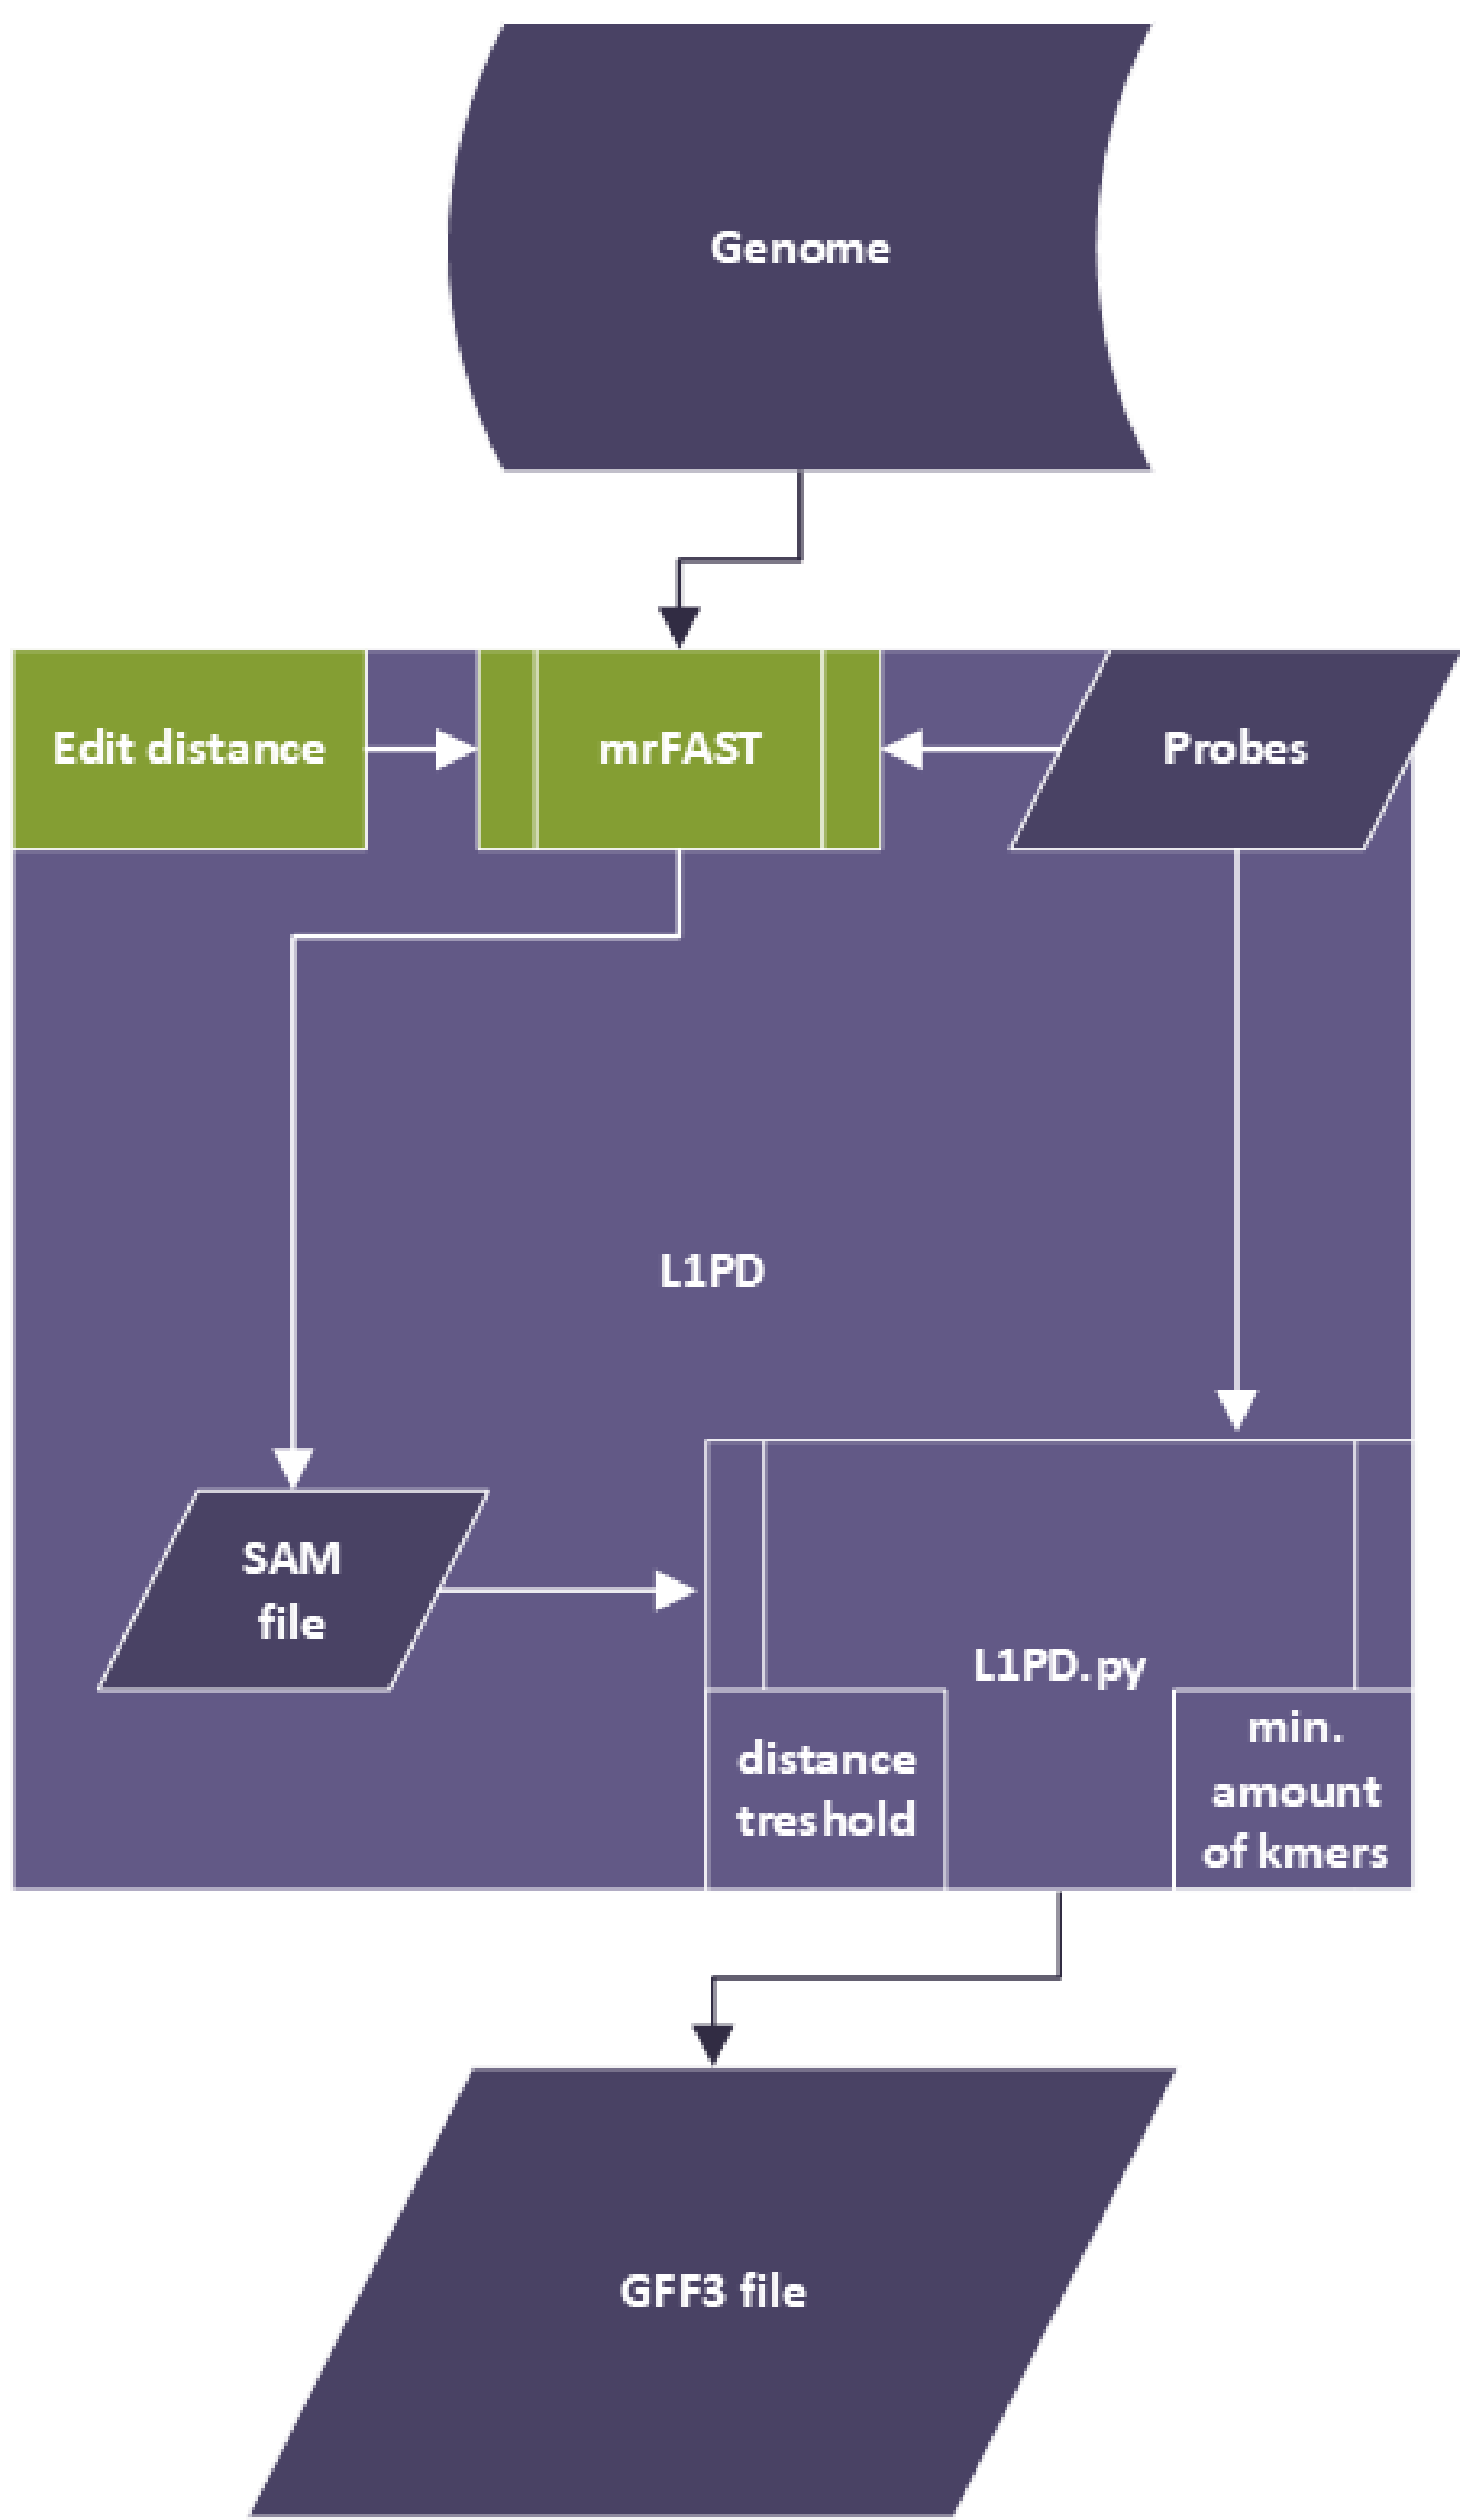 Genome
Edit distance
mrFAST
Probes
L1PD
SAM
file
L1PD.py
distance
treshold
min.
amount
of kmers
GFF3 file